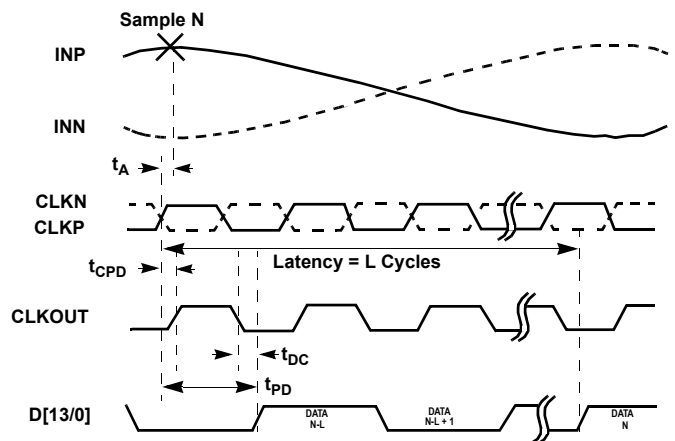 Sample N
INP
INN
tA
CLKN
CLKP
Latency = L Cycles
tCPD
CLKOUT
tDC
tPD
D[13/0]
DATA
N-L
DATA
N-L + 1
DATA
N